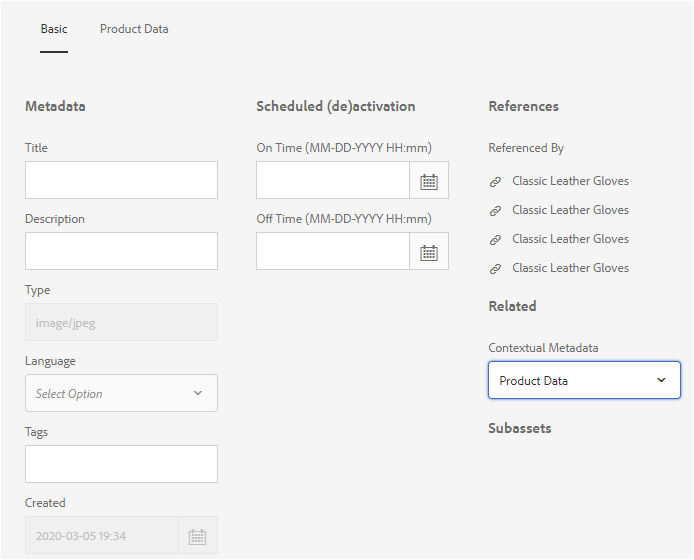 Basic
Product Data
Metadata
Title
Description
Type
image/jpeg
Language
Select Option
Tags
Created
2020-03-05 19:34
Scheduled (de)activation
On Time (MM-DD-YYYY HH:mm)
Off Time (MM-DD-YYYY HH:mm)
References
Referenced By
Classic Leather Gloves
Classic Leather Gloves
Classic Leather Gloves
Classic Leather Gloves
Related
Contextual Metadata
Product Data
Subassets